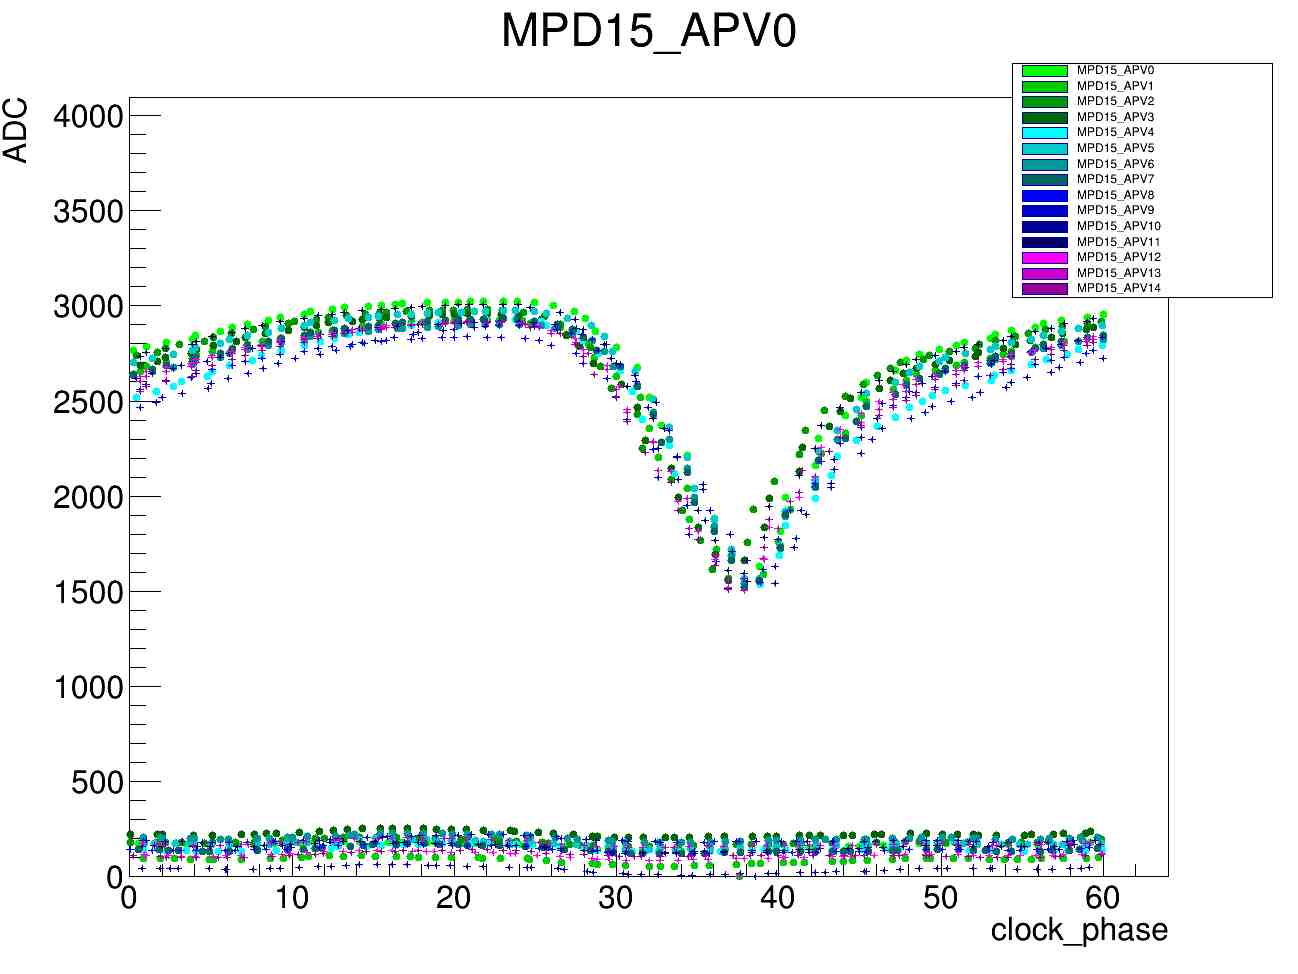 MPD15_APV0
ADC
MPD15_APV0
MPD15_APV1
MPD15_APV2
MPD15_APV3
MPD15_APV4
MPD15_APV5
MPD15_APV6
MPD15_APV7
MPD15_APV8
MPD15_APV9
MPD15_APV10
MPD15_APV11
MPD15_APV12
MPD15_APV13
MPD15_APV14
4000
3500
3000
2500
2000
1500
1000
500
0
0 10 20 30 40 50 60
clock_phase